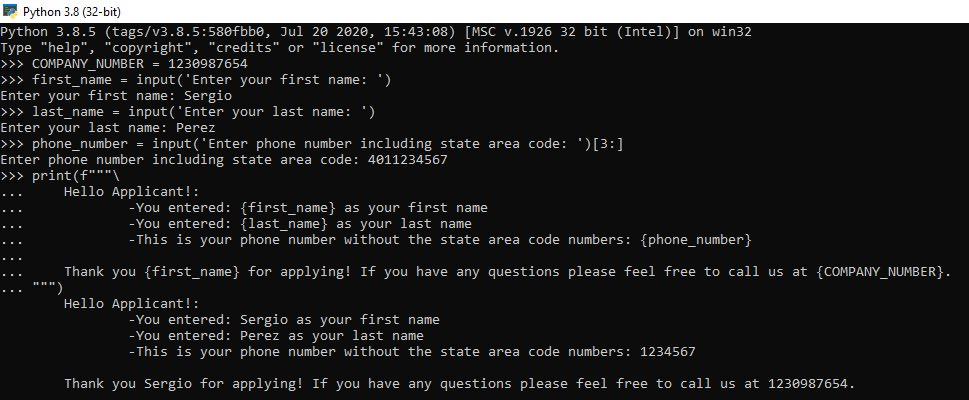 Python 3.8 (32-bit)
Python 3.8.5 (tags/v3.8.5:580fbb0, Jul 20 2020, 15:43:08) [MSC v.1926 32 bit (Intel)] on win32
Type "help", "copyright", "credits" or "license" for more information.
>>> COMPANY_NUMBER = 1230987654
>>> first_name = input('Enter your first name: ')
Enter your first name: Sergio
>>> last_name = input('Enter your last name: ')
Enter your last name: Perez
>>> phone_number = input('Enter phone number including state area code: ')[3:]
Enter phone number including state area code: 4011234567
>>> print(f"""\
...     Hello Applicant!:
...             -You entered: {first_name} as your first name
...             -You entered: {last_name} as your last name
...             -This is your phone number without the state area code numbers: {phone_number}
...
...     Thank you {first_name} for applying! If you have any questions please feel free to call us at {COMPANY_NUMBER}.
... """)
        Hello Applicant!:
                -You entered: Sergio as your first name
                -You entered: Perez as your last name
                -This is your phone number without the state area code numbers: 1234567

        Thank you Sergio for applying! If you have any questions please feel free to call us at 1230987654.